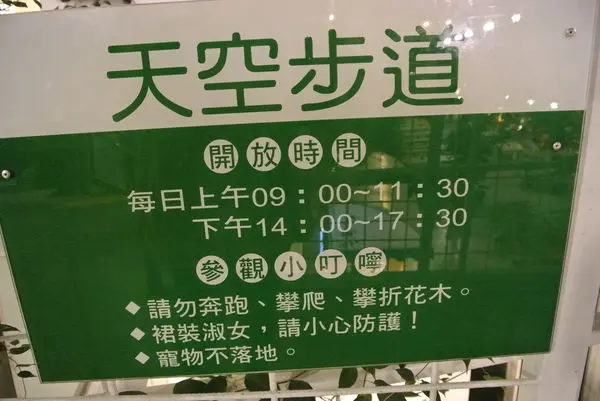 天空步道
開放時間
每日上午09：00~11：30
下午14：00~17：30
參觀小叮嚀
◆請勿奔跑、攀爬、攀折花木。
◆裙裝淑女，請小心防護！
◆寵物不落地。